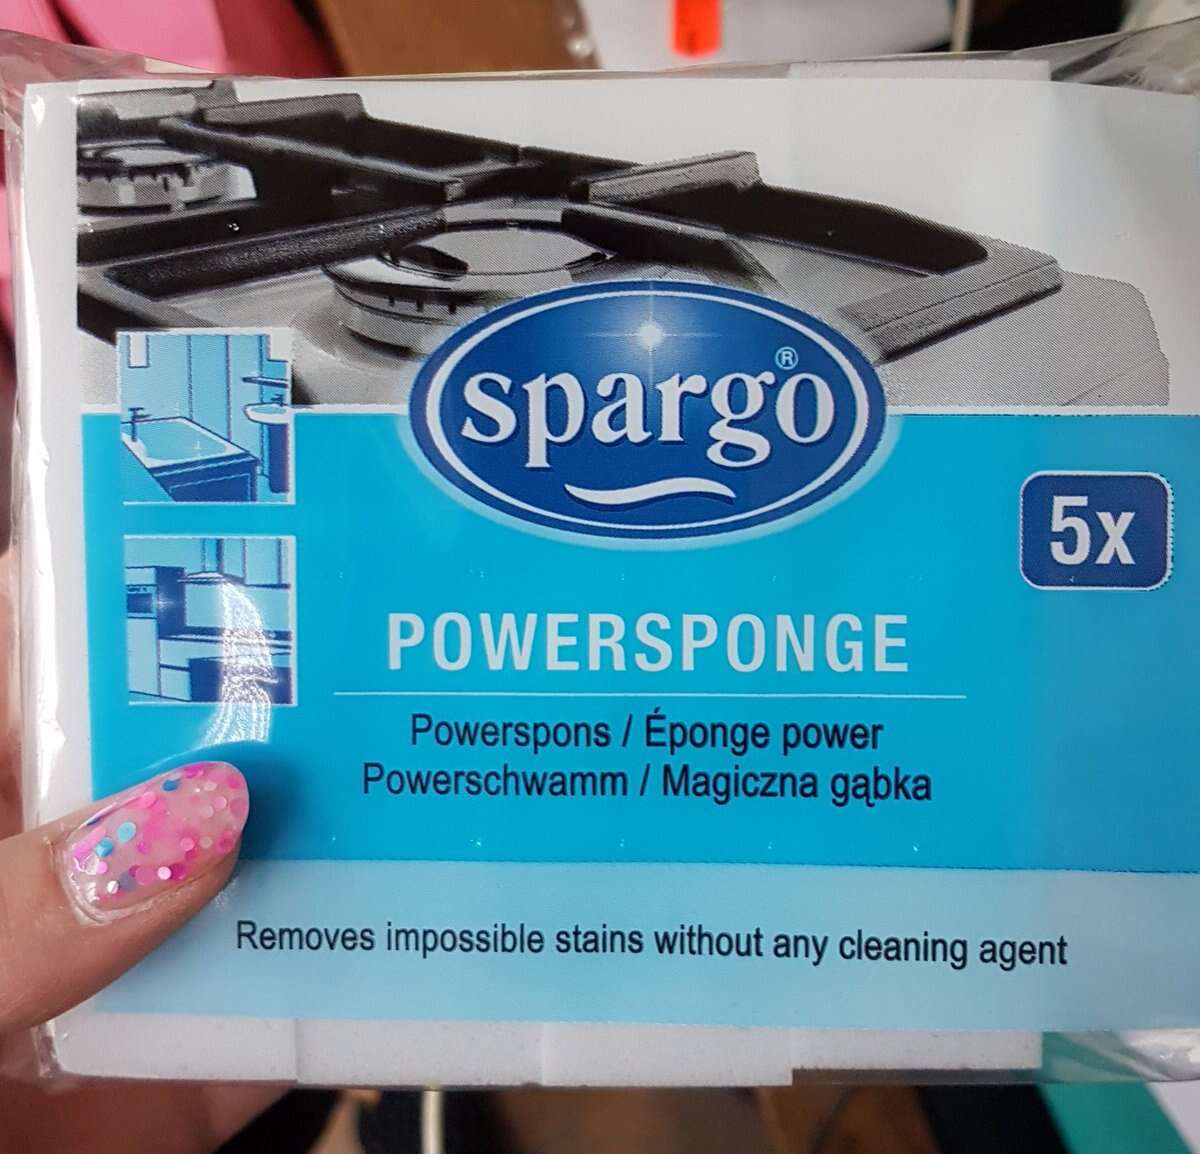 spargo®
5x
POWERSPONGE
Powerspons / Éponge power
Powerschwamm / Magiczna gąbka
Removes impossible stains without any cleaning agent